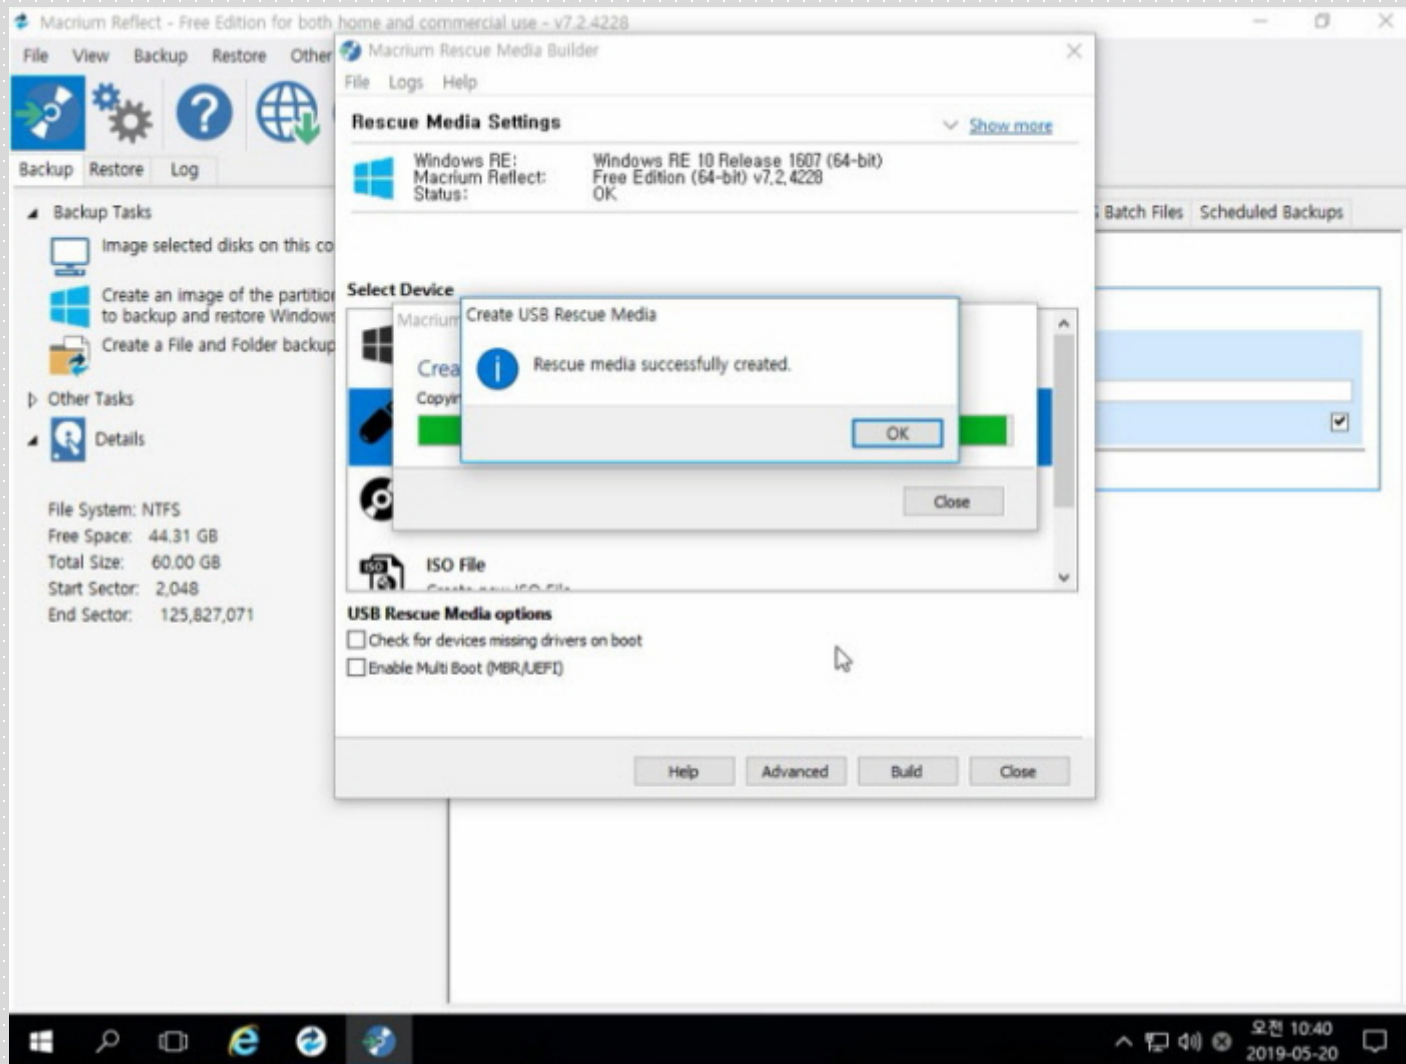 Macrium Reflect - Free Edition for both home and commercial use - v7.2.4228
File View Backup Restore Other
Macrium Rescue Media Builder
File Logs Help
Rescue Media Settings
Show more
Windows RE: Windows RE 10 Release 1607 (64-bit)
Macrium Reflect: Free Edition (64-bit) v7.2.4228
Status: OK
Backup Restore Log
Batch Files Scheduled Backups
Backup Tasks
Image selected disks on this co
Create an image of the partition
to backup and restore Windows
Create a File and Folder backup
Other Tasks
Details
File System: NTFS
Free Space: 44.31 GB
Total Size: 60.00 GB
Start Sector: 2,048
End Sector: 125,827,071
Select Device
Macrium
Crea
Copyin
Create USB Rescue Media
Rescue media successfully created.
OK
Close
ISO
ISO File
Create new ISO File
USB Rescue Media options
Check for devices missing drivers on boot
Enable Multi Boot (MBR/UEFI)
Help Advanced Build Close
오전 10:40
2019-05-20